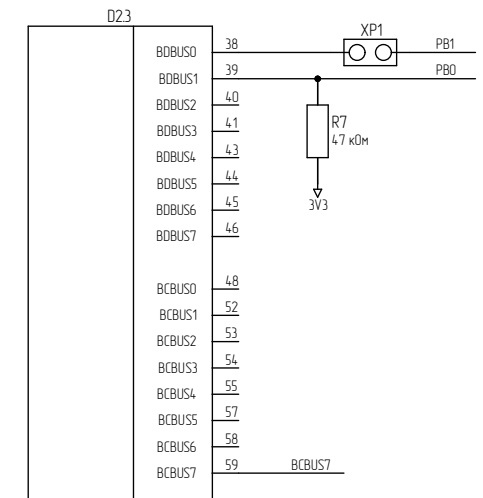 D2.3
XP1
BDBUS0 38 PB1
BDBUS1 39 PB0
BDBUS2 40
BDBUS3 41
R7
47 кОм
BDBUS4 43
BDBUS5 44
BDBUS6 45
3V3
BDBUS7 46
BCBUS0 48
BCBUS1 52
BCBUS2 53
BCBUS3 54
BCBUS4 55
BCBUS5 57
BCBUS6 58
BCBUS7 59 BCBUS7